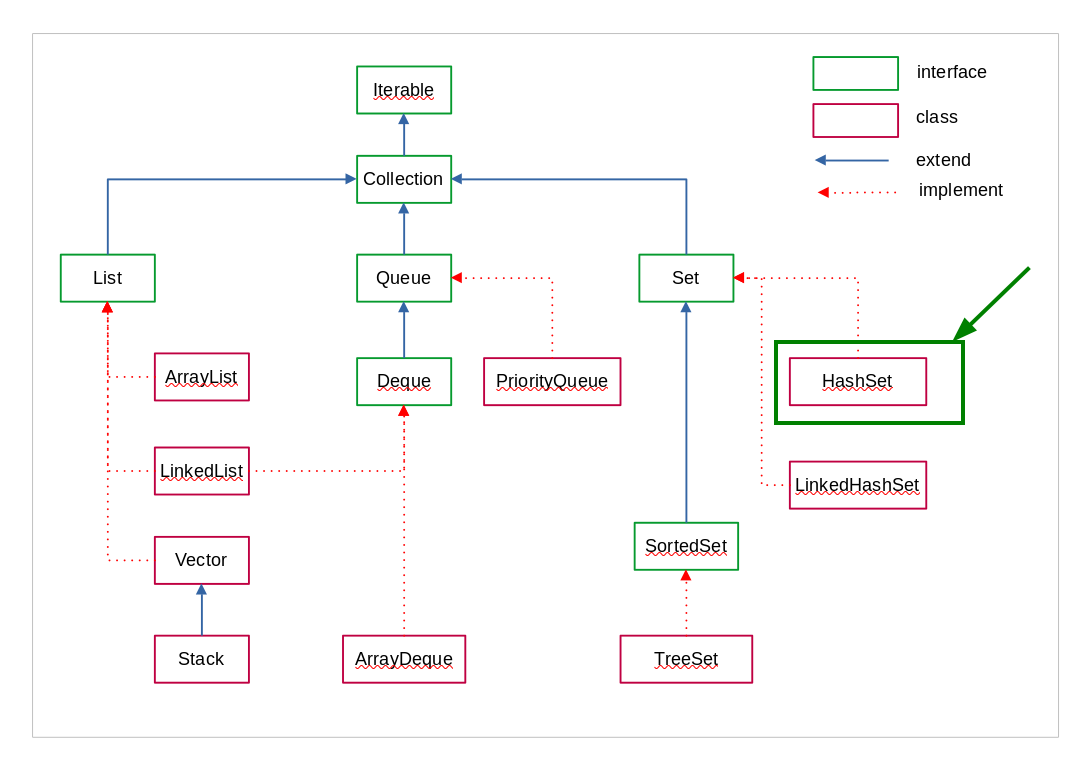 Iterable
interface
class
Collection
extend
implement
List
Queue
Set
ArrayList
Deque
PriorityQueue
HashSet
LinkedList
LinkedHashSet
Vector
SortedSet
Stack
ArrayDeque
TreeSet